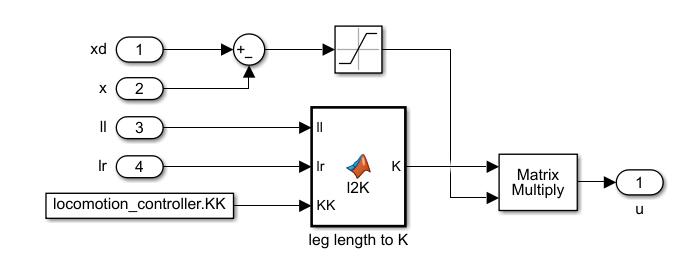 xd 1
+
−
x 2
ll 3
ll
lr 4
lr
K
l2K
Matrix
Multiply
1
locomotion_controller.KK
KK
u
leg length to K